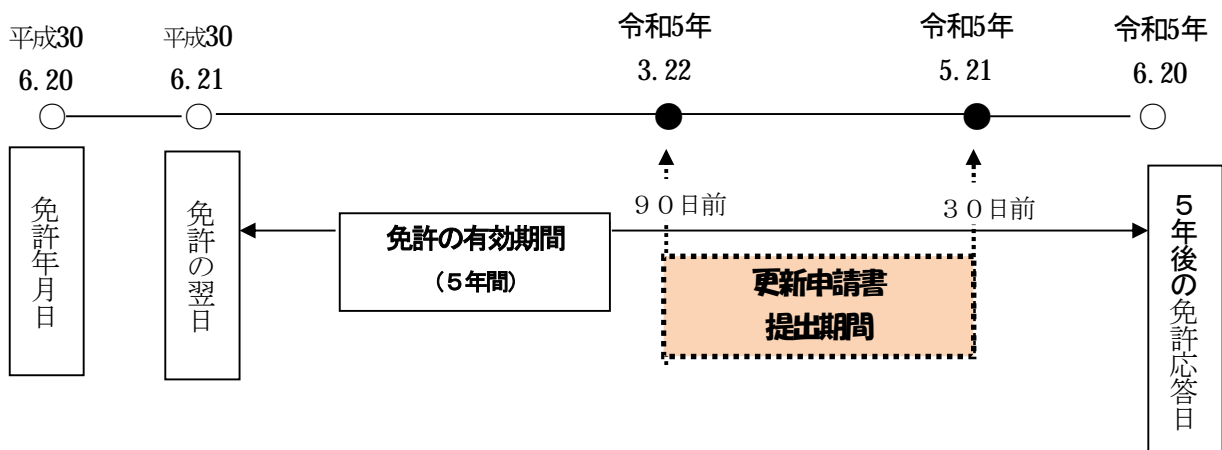 平成30
6.20
平成30
6.21
令和5年
3.22
令和5年
5.21
令和5年
6.20
免許年月日
免許の翌日
免許の有効期間
（５年間）
９０日前
３０日前
更新申請書
提出期間
５年後の免許応答日